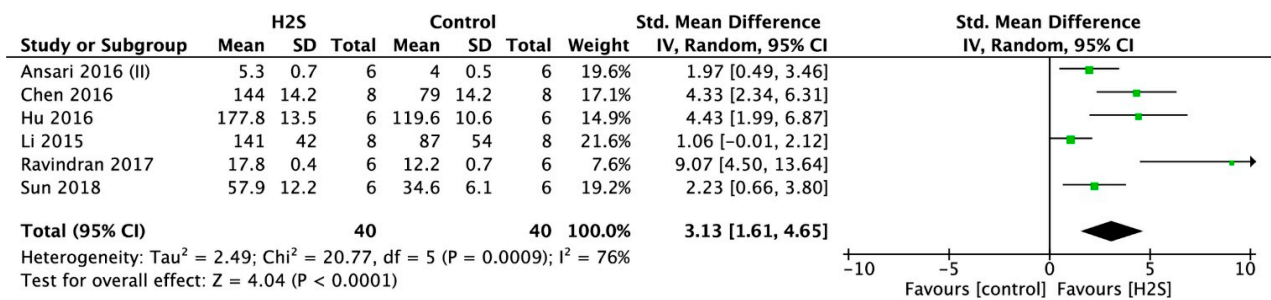 H2S Control Std. Mean Difference Std. Mean Difference
Study or Subgroup Mean SD Total Mean SD Total Weight IV, Random, 95% CI IV, Random, 95% CI
Ansari 2016 (II) 5.3 0.7 6 4 0.5 6 19.6% 1.97 [0.49, 3.46]
Chen 2016 144 14.2 8 79 14.2 8 17.1% 4.33 [2.34, 6.31]
Hu 2016 177.8 13.5 6 119.6 10.6 6 14.9% 4.43 [1.99, 6.87]
Li 2015 141 42 8 87 54 8 21.6% 1.06 [-0.01, 2.12]
Ravindran 2017 17.8 0.4 6 12.2 0.7 6 7.6% 9.07 [4.50, 13.64]
Sun 2018 57.9 12.2 6 34.6 6.1 6 19.2% 2.23 [0.66, 3.80]
Total (95% CI) 40 40 100.0% 3.13 [1.61, 4.65]
Heterogeneity: Tau² = 2.49; Chi² = 20.77, df = 5 (P = 0.0009); I² = 76%
Test for overall effect: Z = 4.04 (P < 0.0001)
-10 -5 0 5 10
Favours [control] Favours [H2S]